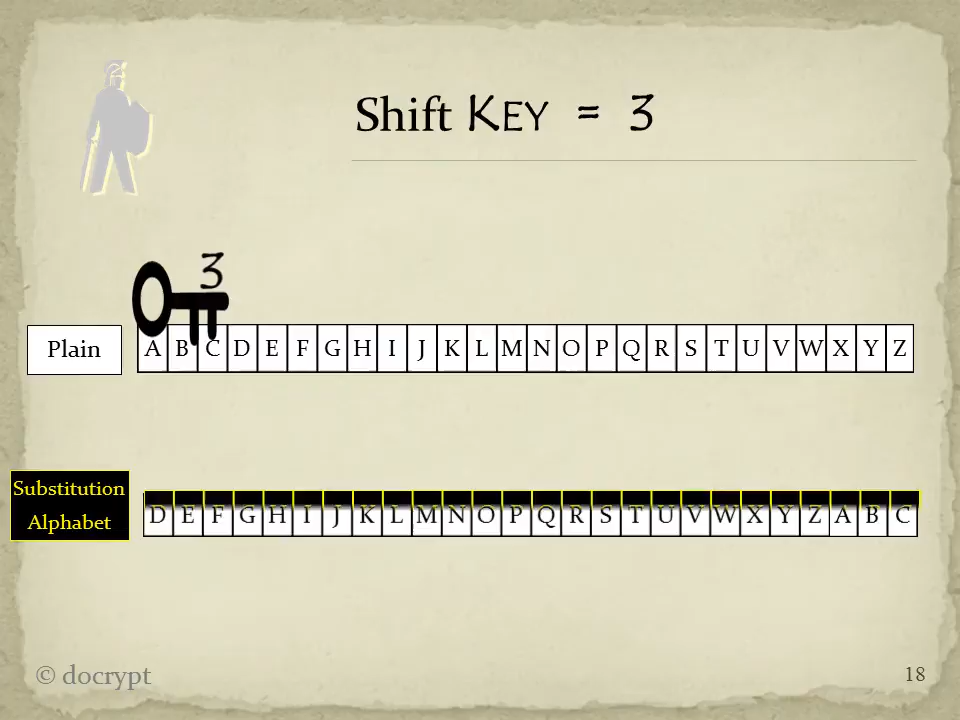 Shift KEY = 3
3
Plain
A B C D E F G H I J K L M N O P Q R S T U V W X Y Z
Substitution
Alphabet
D E F G H I J K L M N O P Q R S T U V W X Y Z A B C
© docrypt
18